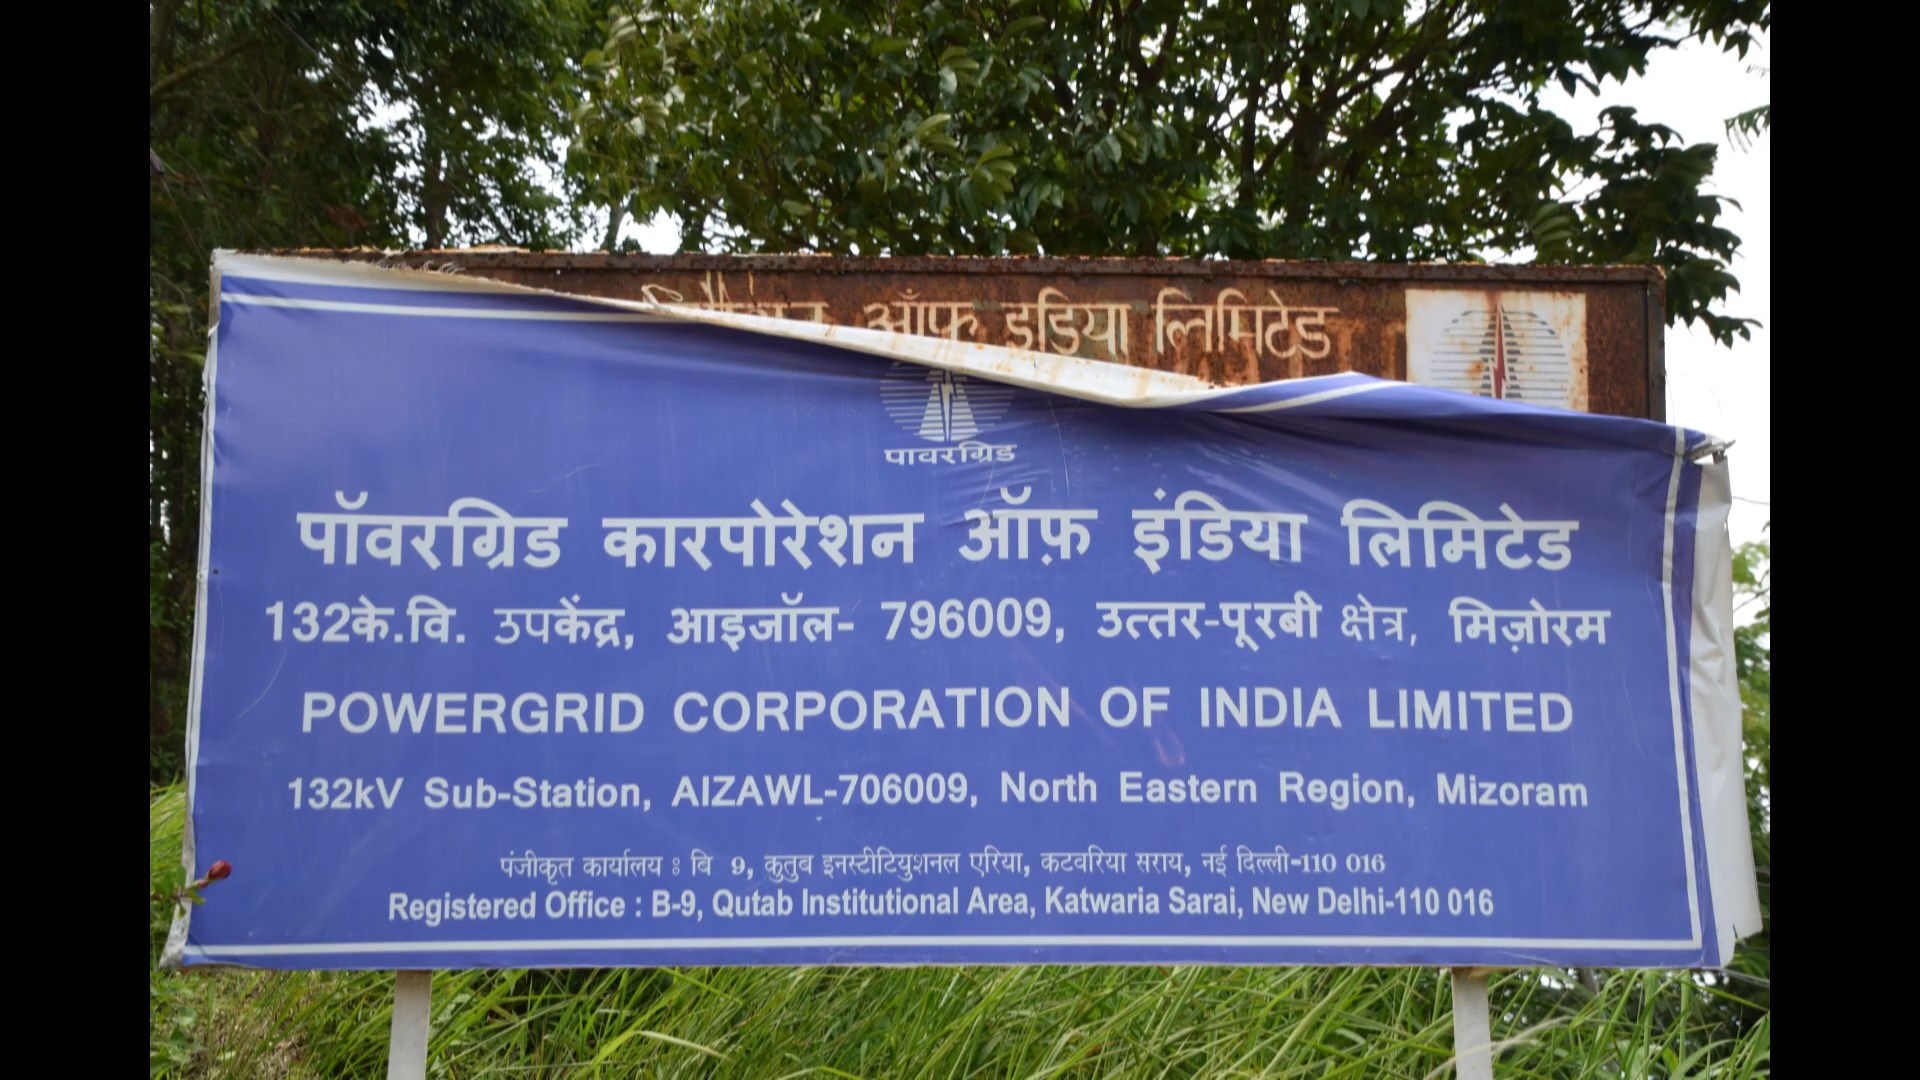 ऑफ इंडिया लिमिटेड
पावरग्रिड
पॉवरग्रिड कारपोरेशन ऑफ़ इंडिया लिमिटेड
132के.वि. उपकेंद्र, आइजॉल- 796009, उत्तर-पूरबी क्षेत्र, मिज़ोरम
POWERGRID CORPORATION OF INDIA LIMITED
132kV Sub-Station, AIZAWL-706009, North Eastern Region, Mizoram
पंजीकृत कार्यालय : बि 9, कुतुब इनस्टीटियुशनल एरिया, कटवरिया सराय, नई दिल्ली-110 016
Registered Office : B-9, Qutab Institutional Area, Katwaria Sarai, New Delhi-110 016